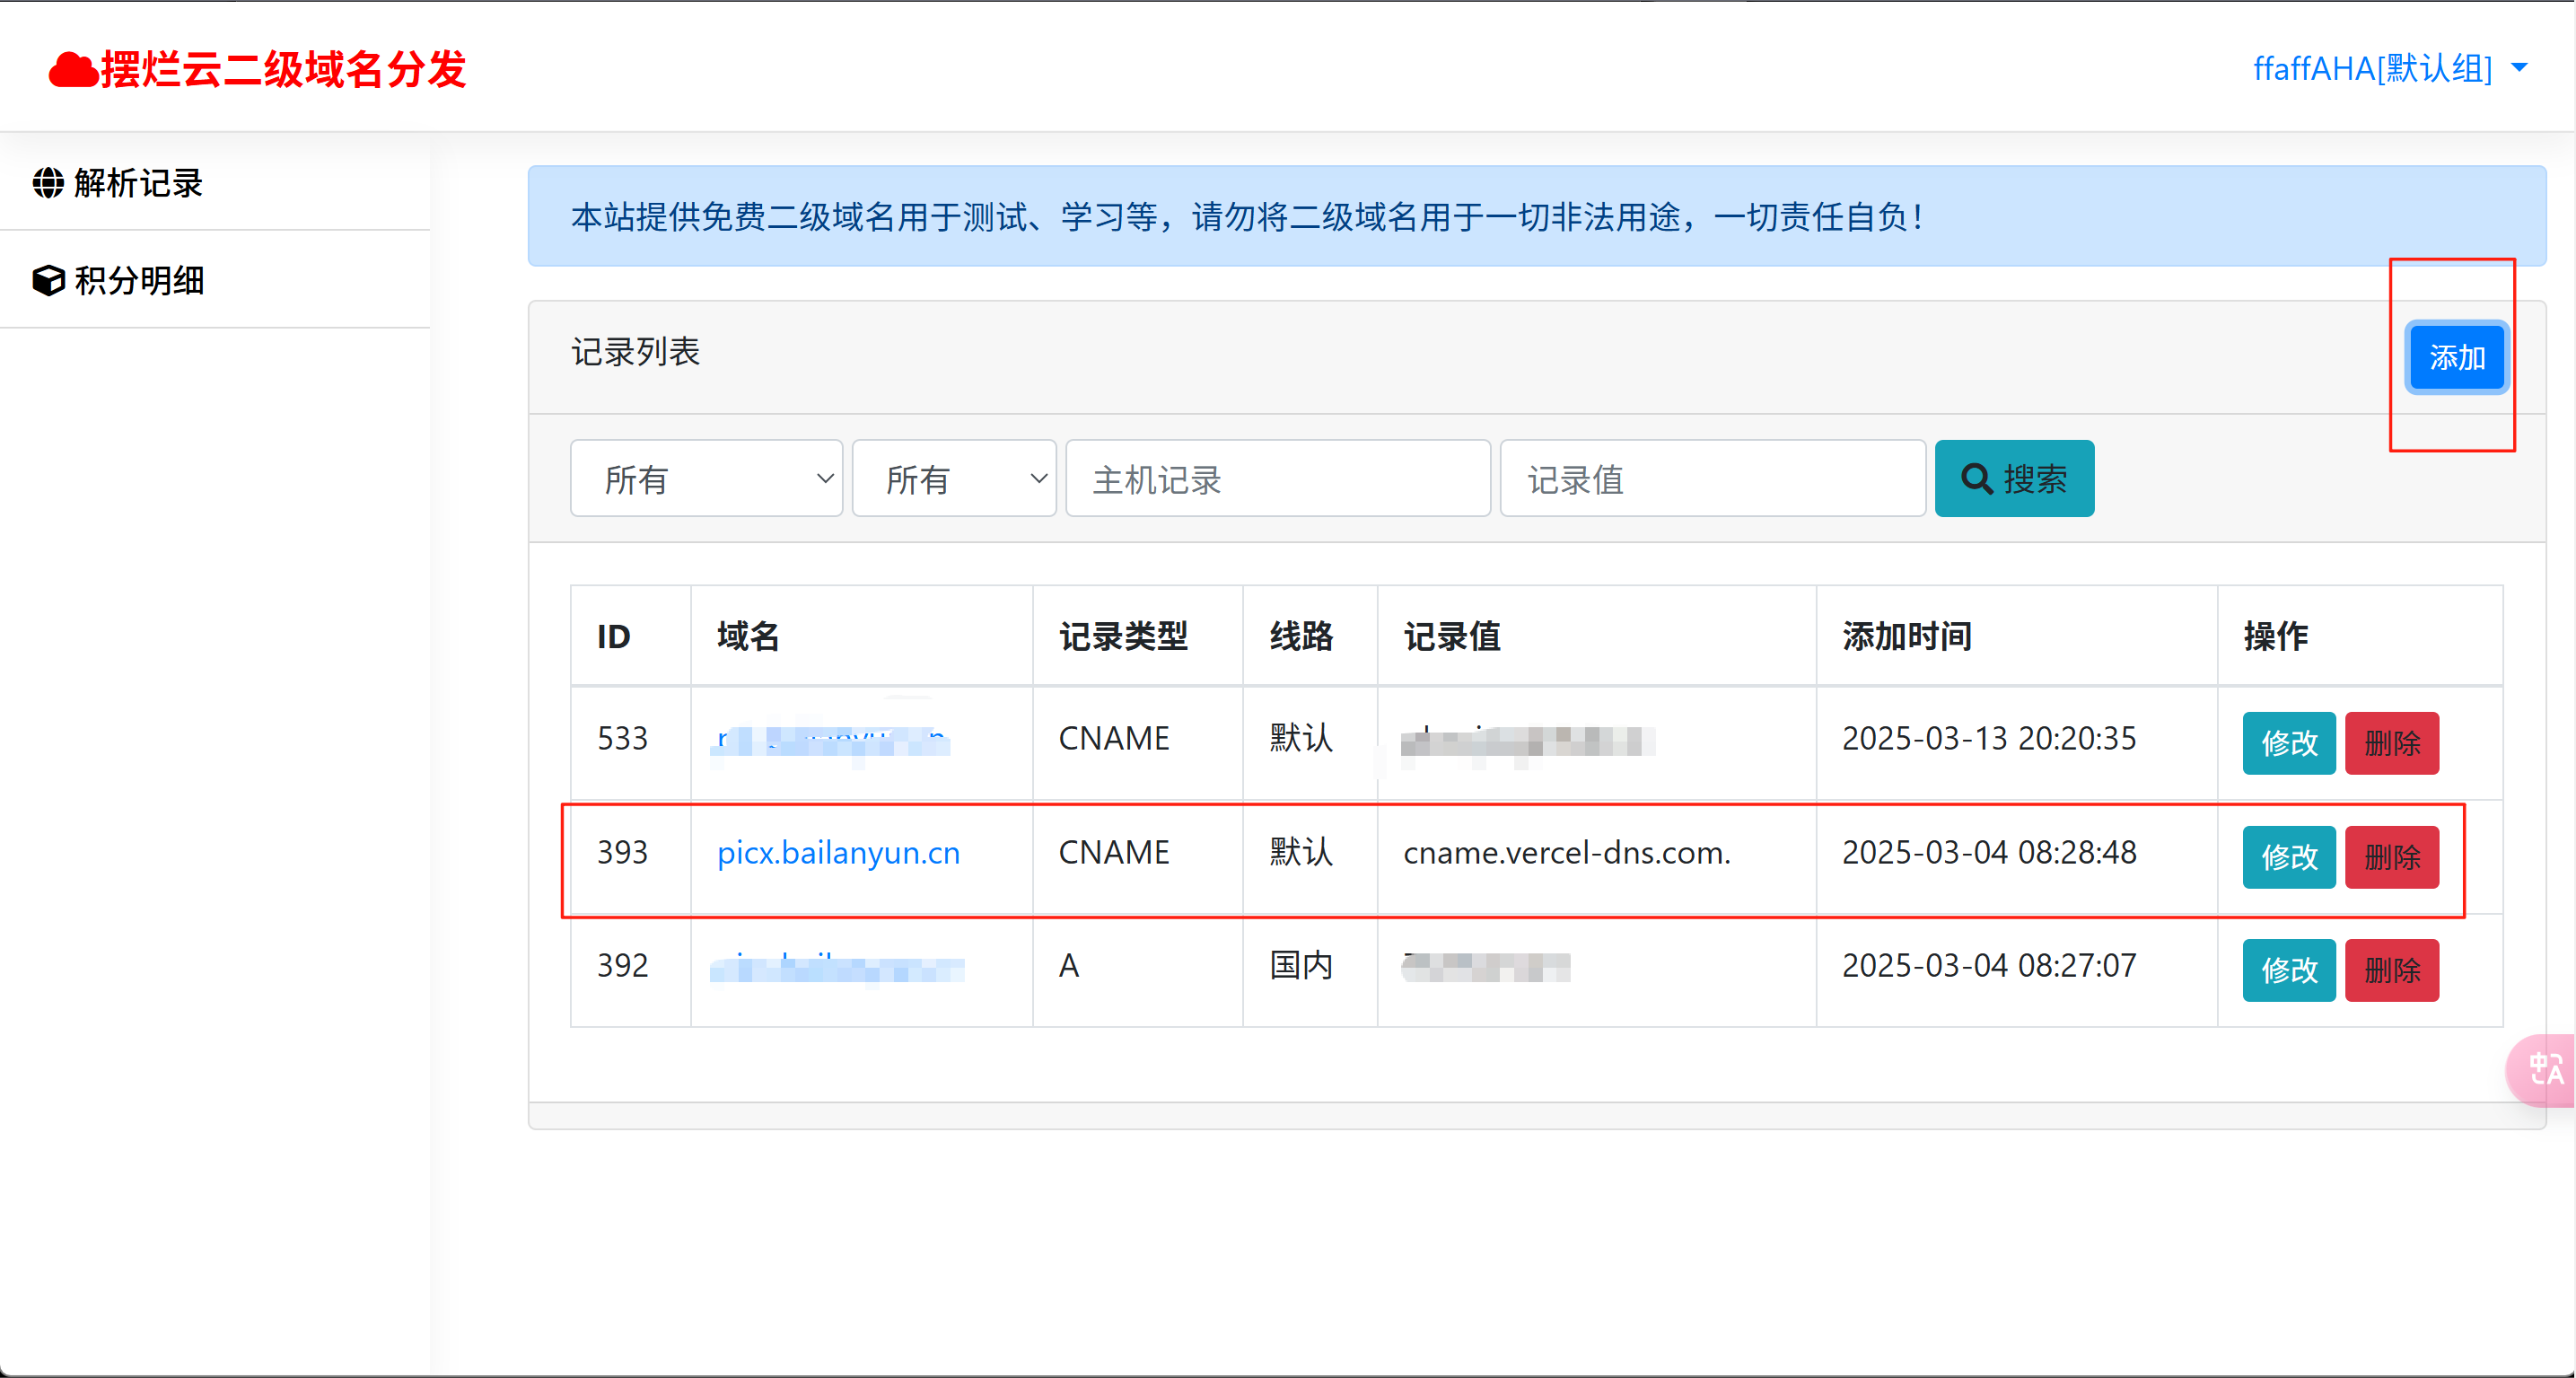 摆烂云二级域名分发
ffaffAHA[默认组]
解析记录
积分明细
本站提供免费二级域名用于测试、学习等，请勿将二级域名用于一切非法用途，一切责任自负！
记录列表
添加
所有 所有 主机记录 记录值 搜索
ID 域名 记录类型 线路 记录值 添加时间 操作
533 CNAME 默认 2025-03-13 20:20:35 修改 删除
393 picx.bailanyun.cn CNAME 默认 cname.vercel-dns.com. 2025-03-04 08:28:48 修改 删除
392 A 国内 2025-03-04 08:27:07 修改 删除
中A